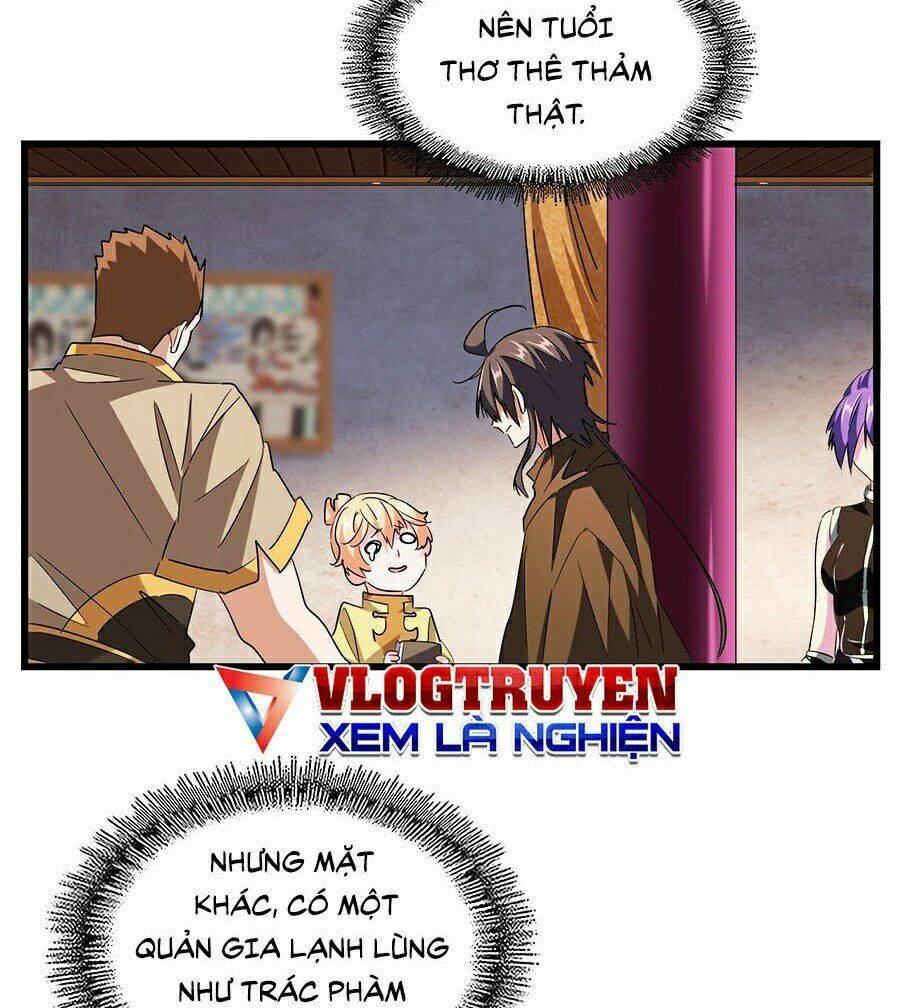 NÊN TUỔI
THƠ THÊ THẢM
THẬT.
VLOGTRUYEN
XEM LÀ NGHIỆN
NHƯNG MẶT
KHÁC, CÓ MỘT
QUẢN GIA LẠNH LÙNG
NHƯ TRÁC PHÀM